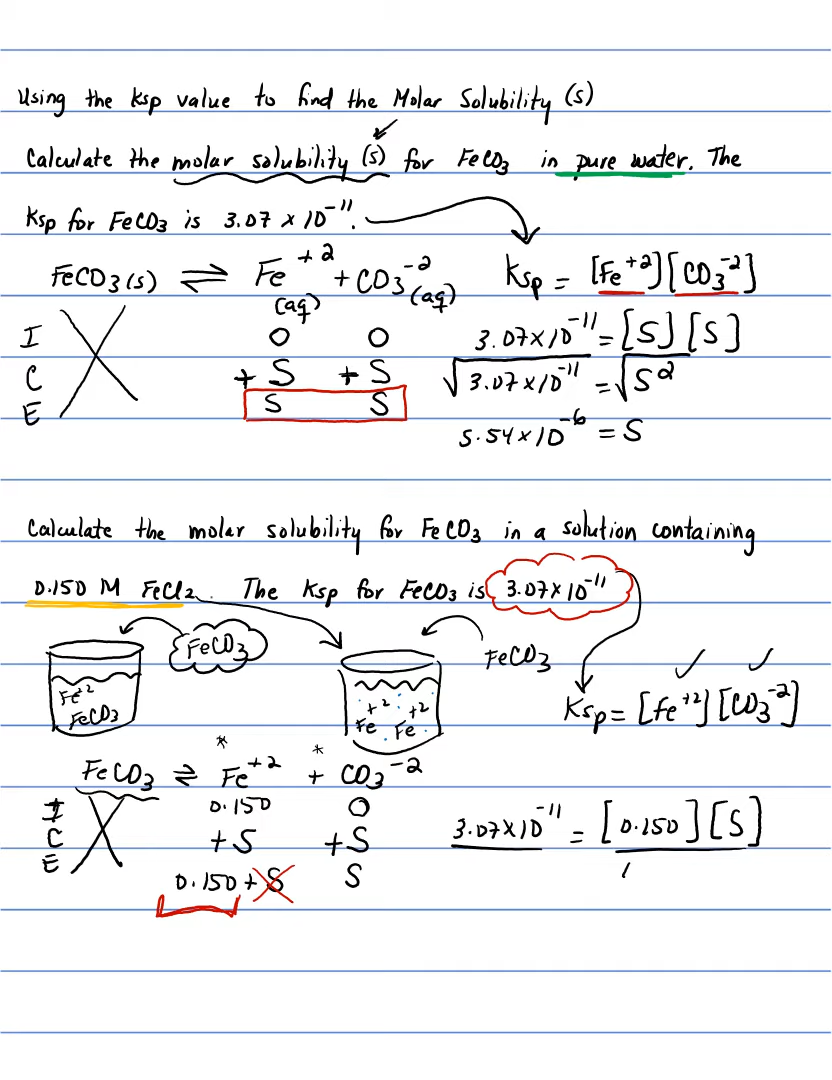 Using the Ksp value to find the Molar Solubility (s)
Calculate the molar solubility (s) for FeCO3 in pure water. The
Ksp for FeCO3 is 3.07 x 10^-11.
FeCO3(s) ⇌ Fe^+2 (aq) + CO3^-2 (aq)
Ksp = [Fe^+2][CO3^-2]
I 0 0
C +S +S
E S S
3.07x10^-11 = [S][S]
√3.07x10^-11 = √S^2
5.54x10^-6 = S
Calculate the molar solubility for FeCO3 in a solution containing
0.150 M FeCl2. The Ksp for FeCO3 is 3.07x10^-11
FeCO3
Fe^+2
FeCO3
FeCO3
Fe^+2 Fe^+2
Ksp = [Fe^+2][CO3^-2]
* *
FeCO3 ⇌ Fe^+2 + CO3^-2
I 0.150 0
C +S +S
E 0.150 + S S
3.07x10^-11 = [0.150][S]